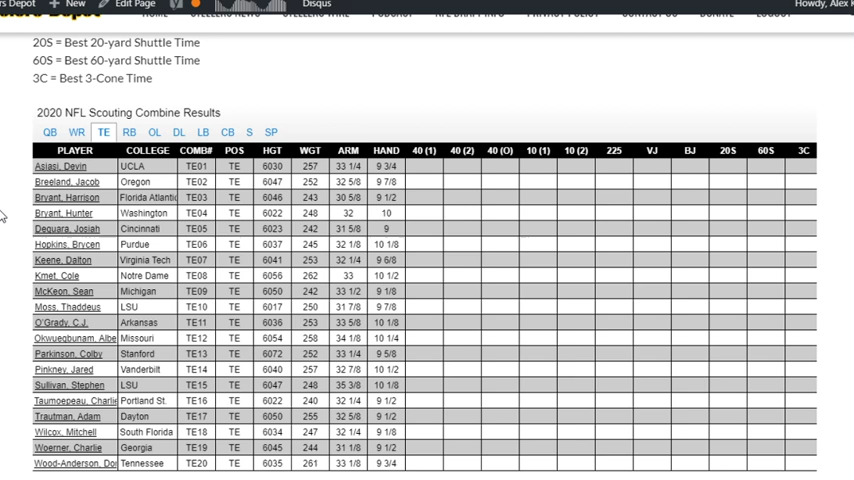 rs Depot + New Edit Page Disqus Howdy, Alex K
20S = Best 20-yard Shuttle Time
60S = Best 60-yard Shuttle Time
3C = Best 3-Cone Time
2020 NFL Scouting Combine Results
QB WR TE RB OL DL LB CB S SP
PLAYER COLLEGE COMB# POS HGT WGT ARM HAND 40 (1) 40 (2) 40 (O) 10 (1) 10 (2) 225 VJ BJ 20S 60S 3C
Asiasi, Devin UCLA TE01 TE 6030 257 33 1/4 9 3/4
Breeland, Jacob Oregon TE02 TE 6047 252 32 5/8 9 7/8
Bryant, Harrison Florida Atlantic TE03 TE 6046 243 30 5/8 9 1/2
Bryant, Hunter Washington TE04 TE 6022 248 32 10
Deguara, Josiah Cincinnati TE05 TE 6023 242 31 5/8 9
Hopkins, Brycen Purdue TE06 TE 6037 245 32 1/8 10 1/8
Keene, Dalton Virginia Tech TE07 TE 6041 253 32 1/4 9 6/8
Kmet, Cole Notre Dame TE08 TE 6056 262 33 10 1/2
McKeon, Sean Michigan TE09 TE 6050 242 33 1/2 9 1/8
Moss, Thaddeus LSU TE10 TE 6017 250 31 7/8 9 7/8
O'Grady, C.J. Arkansas TE11 TE 6036 253 33 5/8 10 1/8
Okwuegbunam, Albe Missouri TE12 TE 6054 258 34 1/8 10 1/4
Parkinson, Colby Stanford TE13 TE 6072 252 33 1/4 9 5/8
Pinkney, Jared Vanderbilt TE14 TE 6040 257 32 7/8 10 1/2
Sullivan, Stephen LSU TE15 TE 6047 248 35 3/8 10 1/8
Taumoepeau, Charlie Portland St. TE16 TE 6022 240 32 1/4 9 1/2
Trautman, Adam Dayton TE17 TE 6050 255 32 5/8 9 1/2
Wilcox, Mitchell South Florida TE18 TE 6034 247 32 1/4 9 1/8
Woerner, Charlie Georgia TE19 TE 6045 244 31 1/8 9 1/2
Wood-Anderson, Do TE20 Tennessee TE 6035 261 33 1/8 9 3/4